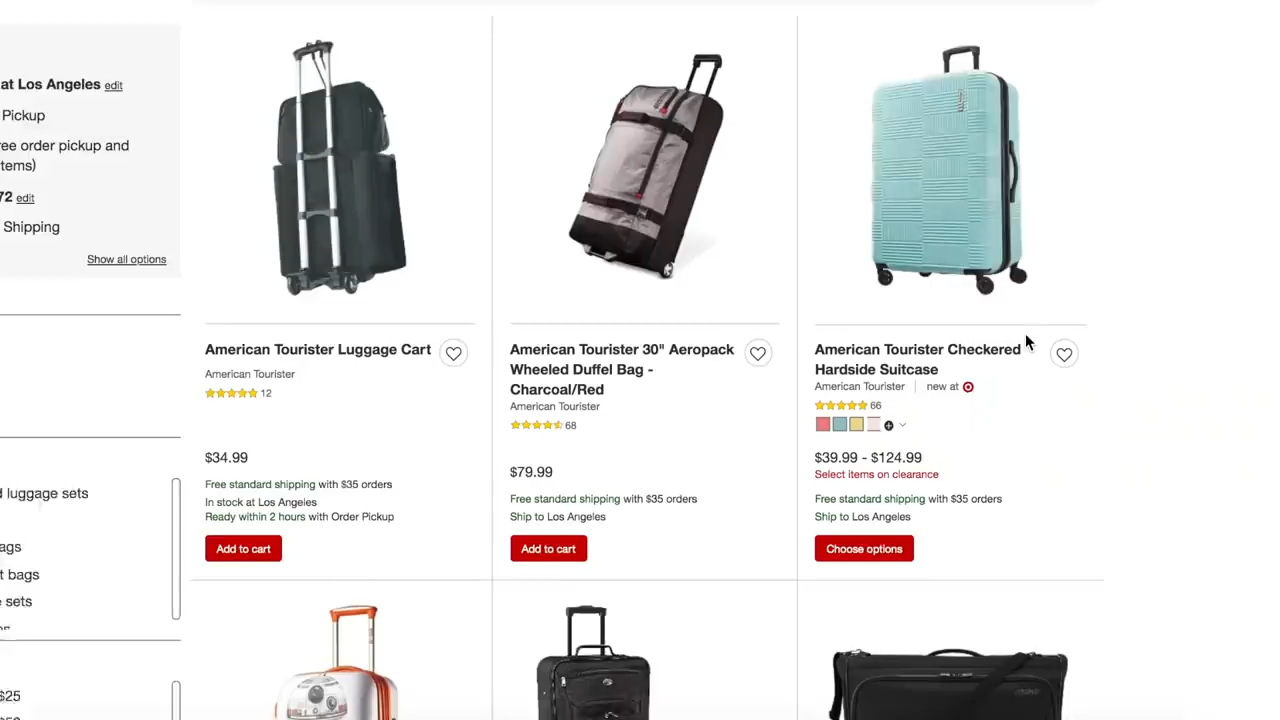 at Los Angeles edit
Pickup
ree order pickup and
items)
72 edit
Shipping
Show all options
d luggage sets
ags
t bags
e sets
$25
American Tourister Luggage Cart
American Tourister
12
$34.99
Free standard shipping with $35 orders
In stock at Los Angeles
Ready within 2 hours with Order Pickup
Add to cart
American Tourister 30" Aeropack
Wheeled Duffel Bag -
Charcoal/Red
American Tourister
68
$79.99
Free standard shipping with $35 orders
Ship to Los Angeles
Add to cart
American Tourister Checkered
Hardside Suitcase
American Tourister new at
66
$39.99 - $124.99
Select items on clearance
Free standard shipping with $35 orders
Ship to Los Angeles
Choose options